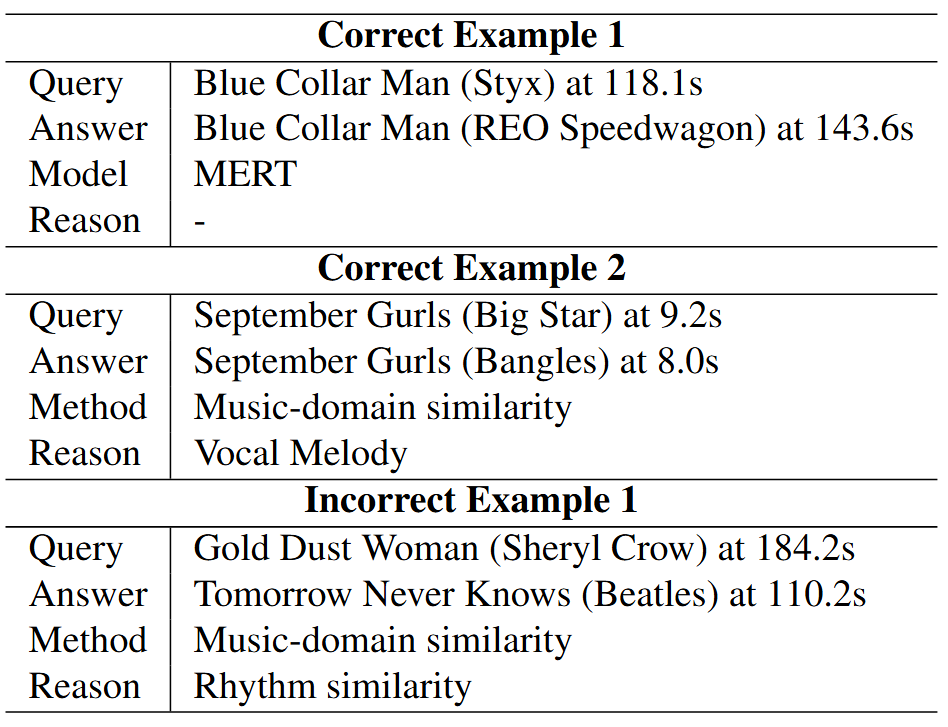 Correct Example 1
Query Blue Collar Man (Styx) at 118.1s
Answer Blue Collar Man (REO Speedwagon) at 143.6s
Model MERT
Reason -
Correct Example 2
Query September Gurls (Big Star) at 9.2s
Answer September Gurls (Bangles) at 8.0s
Method Music-domain similarity
Reason Vocal Melody
Incorrect Example 1
Query Gold Dust Woman (Sheryl Crow) at 184.2s
Answer Tomorrow Never Knows (Beatles) at 110.2s
Method Music-domain similarity
Reason Rhythm similarity